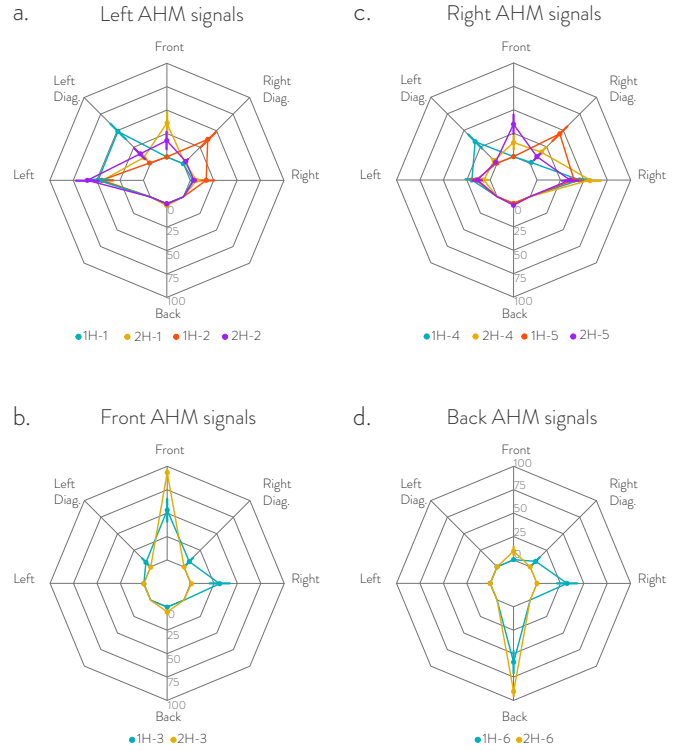 a.
Left AHM signals
Front
Left
Diag.
Right
Diag.
Left
Right
0
25
50
75
100
Back
1H-1 2H-1 1H-2 2H-2
c.
Right AHM signals
Front
Left
Diag.
Right
Diag.
Left
Right
0
25
50
75
100
Back
1H-4 2H-4 1H-5 2H-5
b.
Front AHM signals
Front
Left
Diag.
Right
Diag.
Left
Right
0
25
50
75
100
Back
1H-3 2H-3
d.
Back AHM signals
Front
100
75
50
25
0
Left
Diag.
Right
Diag.
Left
Right
Back
1H-6 2H-6